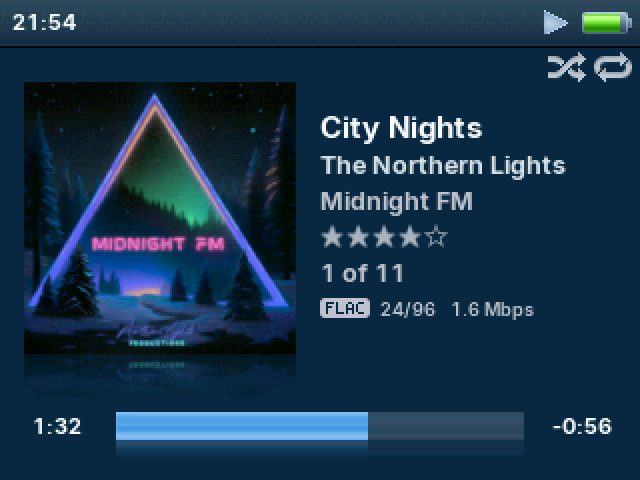 21:54
City Nights
The Northern Lights
Midnight FM
1 of 11
FLAC 24/96 1.6 Mbps
MIDNIGHT FM
PRODUCTIONS
1:32
-0:56